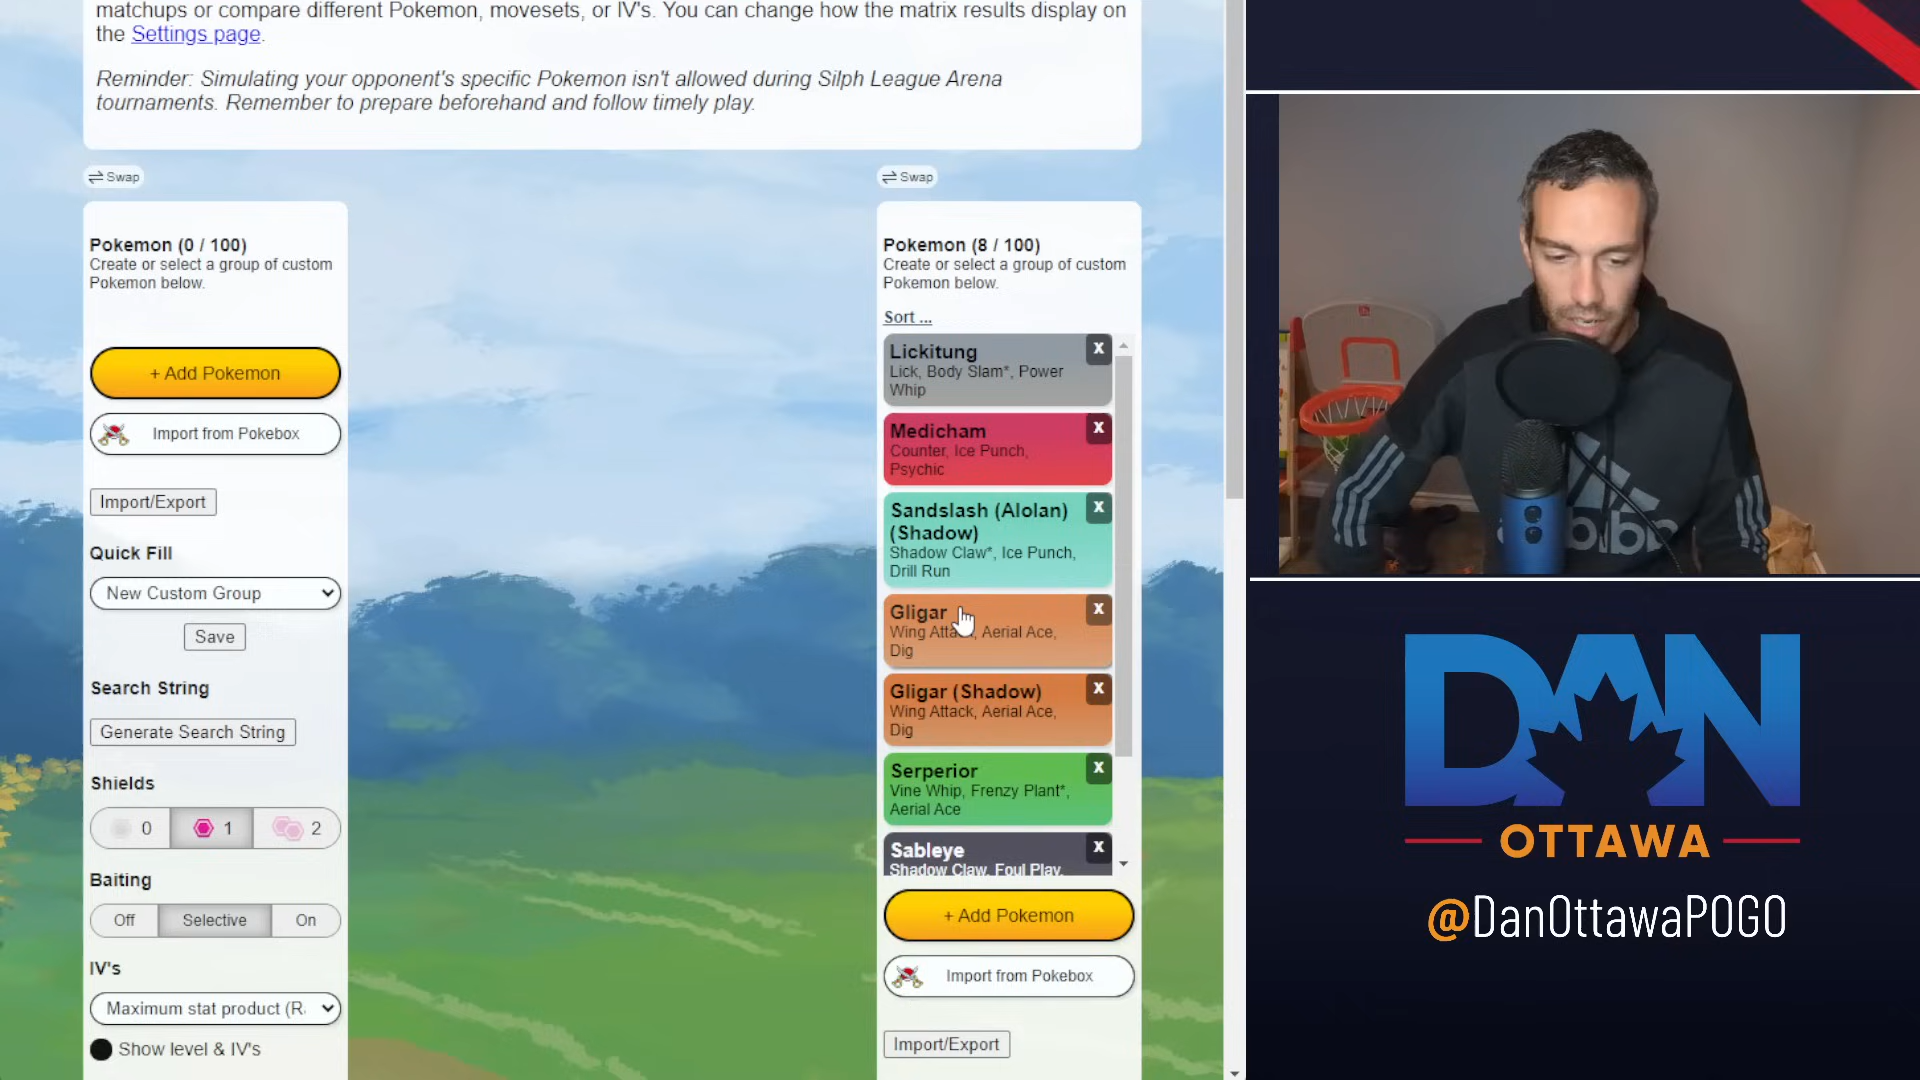 matchups or compare different Pokemon, movesets, or IV's. You can change how the matrix results display on
the Settings page.
Reminder: Simulating your opponent's specific Pokemon isn't allowed during Silph League Arena
tournaments. Remember to prepare beforehand and follow timely play.
Swap
Pokemon (0 / 100)
Create or select a group of custom
Pokemon below.
+ Add Pokemon
Import from Pokebox
Import/Export
Quick Fill
New Custom Group
Save
Search String
Generate Search String
Shields
0 1 2
Baiting
Off Selective On
IV's
Maximum stat product (R
Show level & IV's
Swap
Pokemon (8 / 100)
Create or select a group of custom
Pokemon below.
Sort ...
Lickitung X
Lick, Body Slam*, Power
Whip
Medicham X
Counter, Ice Punch,
Psychic
Sandslash (Alolan) X
(Shadow)
Shadow Claw*, Ice Punch,
Drill Run
Gligar X
Wing Attack, Aerial Ace,
Dig
Gligar (Shadow) X
Wing Attack, Aerial Ace,
Dig
Serperior X
Vine Whip, Frenzy Plant*,
Aerial Ace
Sableye X
Shadow Claw, Foul Play,
+ Add Pokemon
Import from Pokebox
Import/Export
DAN
OTTAWA
@DanOttawaPOGO